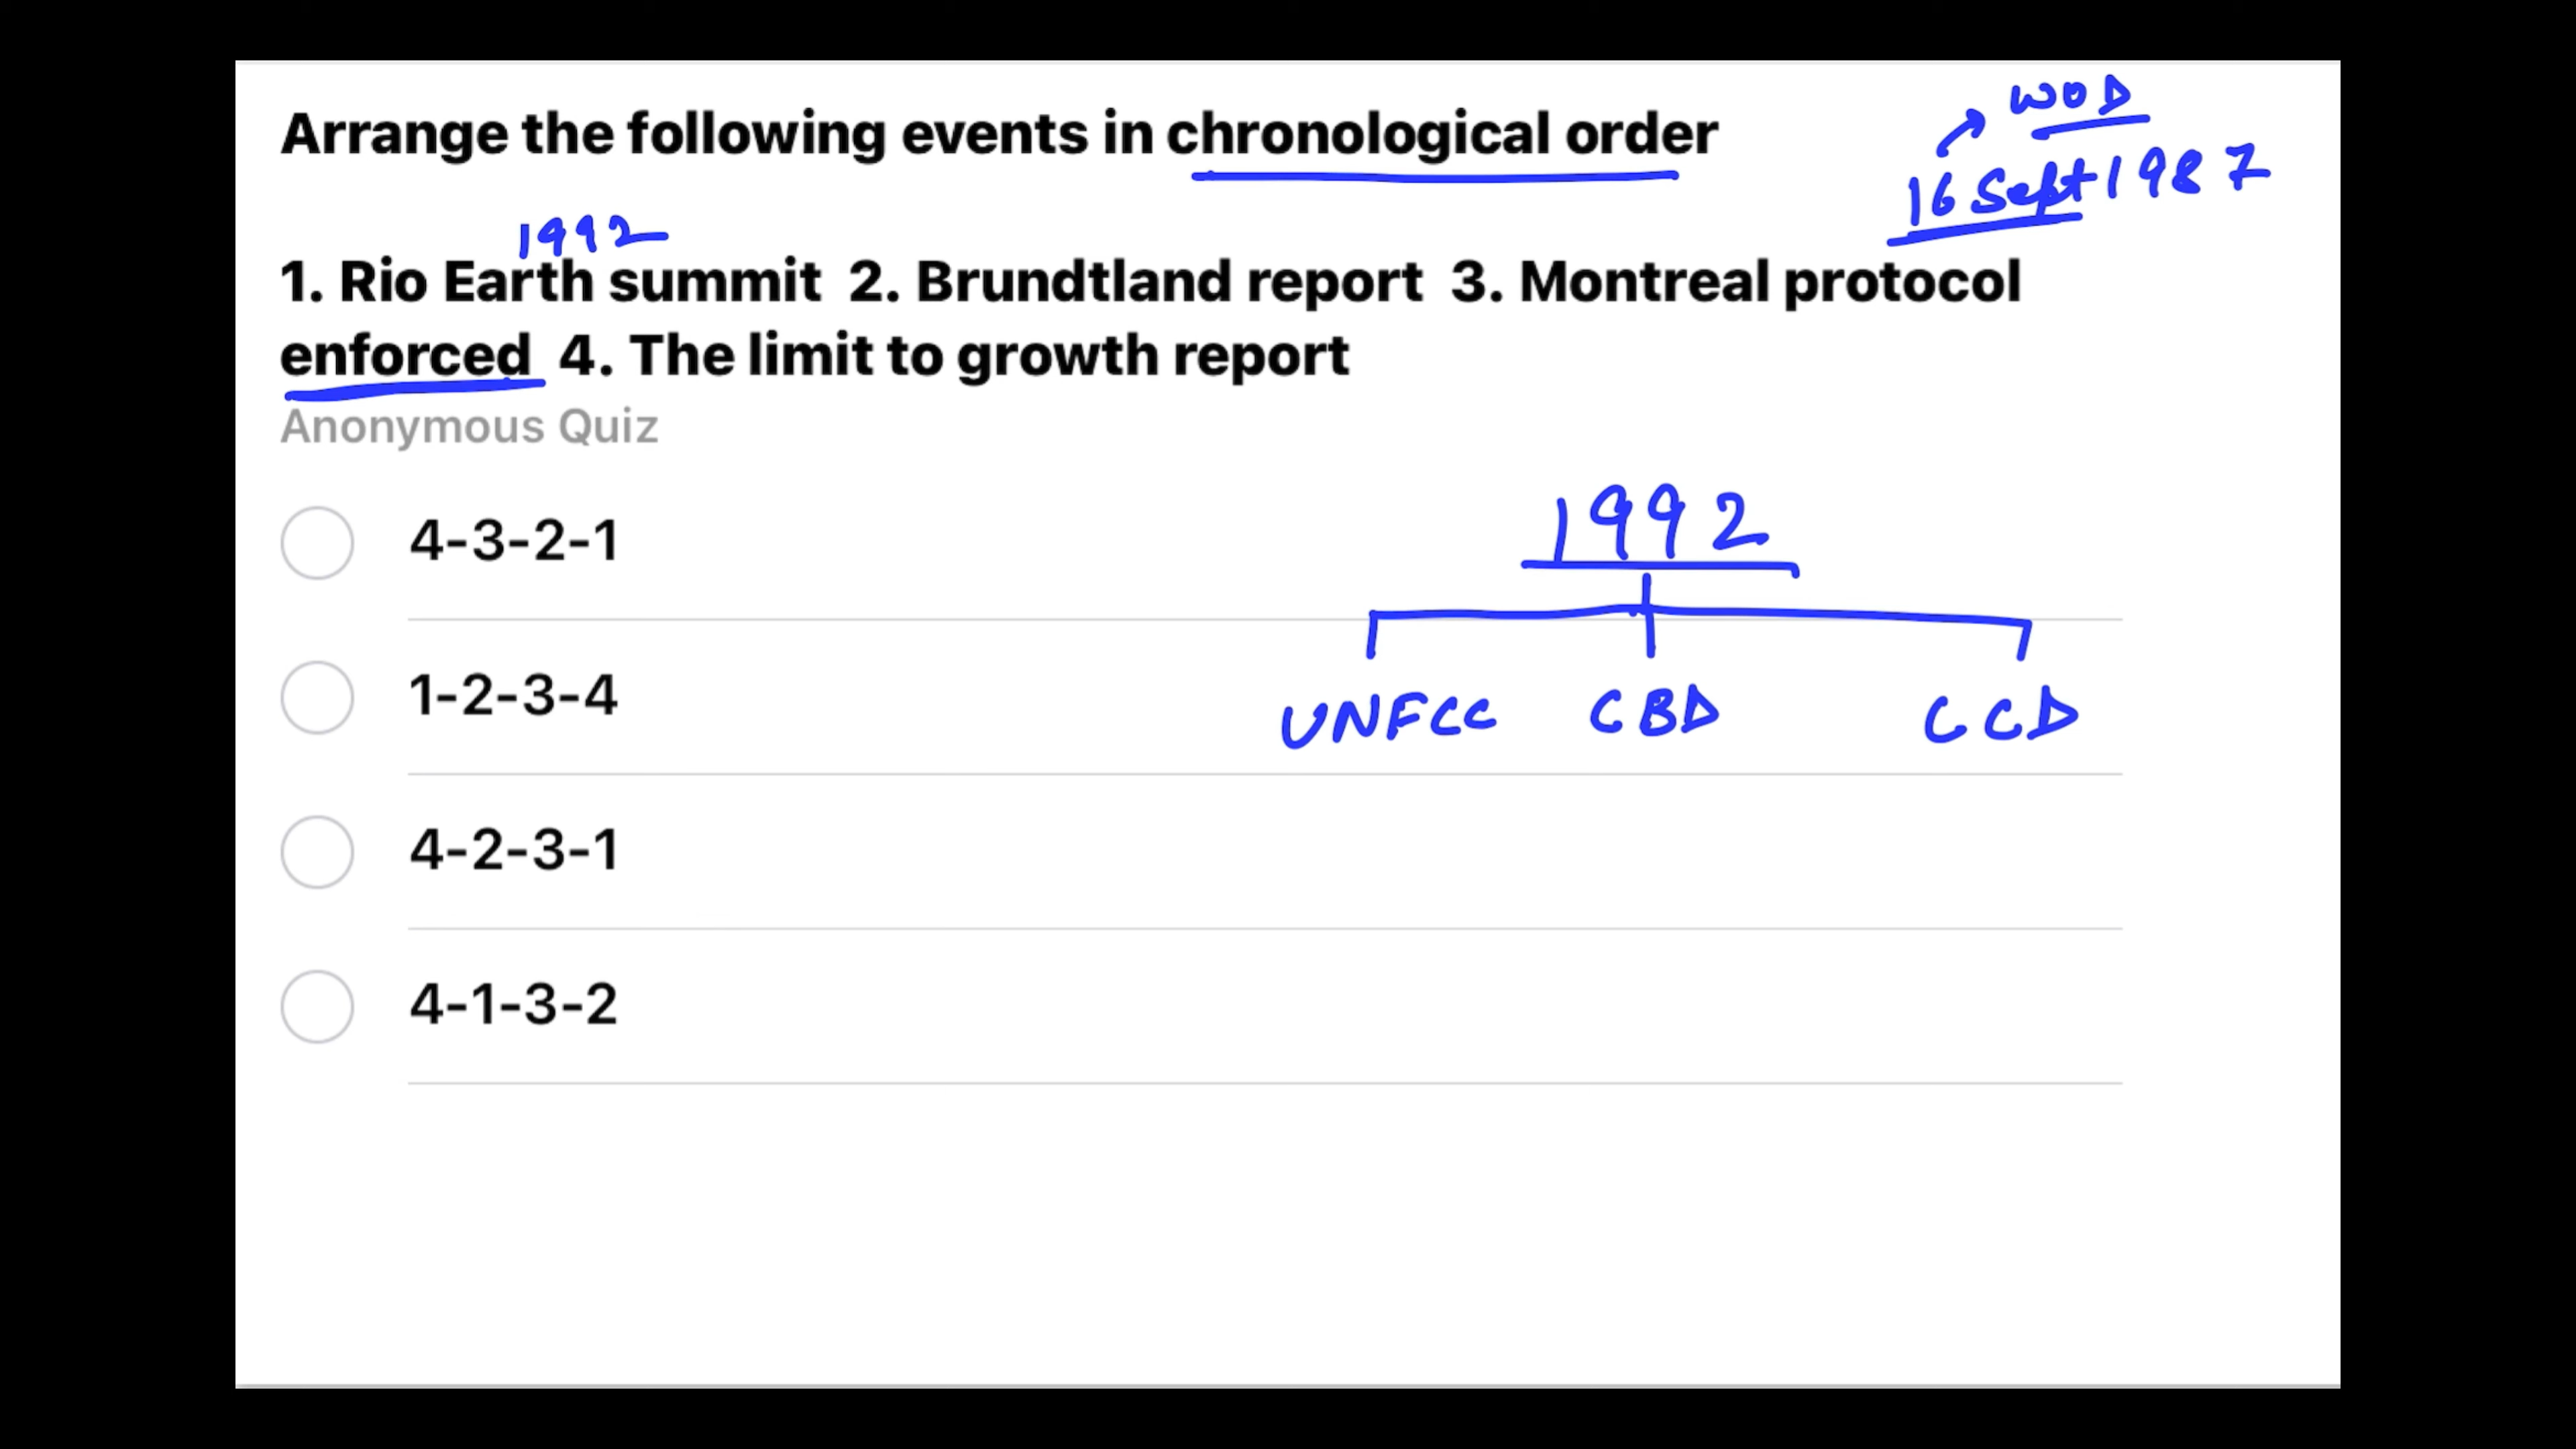 WOD
Arrange the following events in chronological order
16 Sept 1987
1992
1. Rio Earth summit 2. Brundtland report 3. Montreal protocol
enforced 4. The limit to growth report
Anonymous Quiz
4-3-2-1
1992
1-2-3-4
UNFCC CBD CCD
4-2-3-1
4-1-3-2